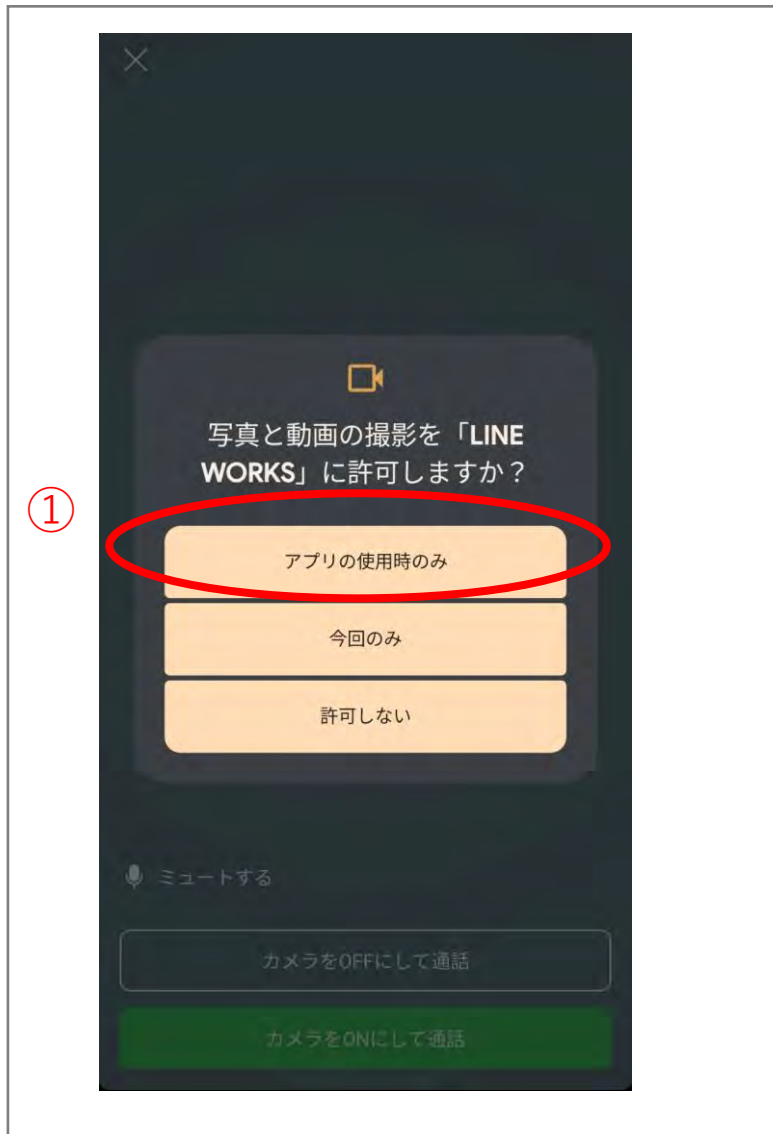 写真と動画の撮影を「LINE
WORKS」に許可しますか？
①
アプリの使用時のみ
今回のみ
許可しない
ミュートする
カメラをOFFにして通話
カメラをONにして通話